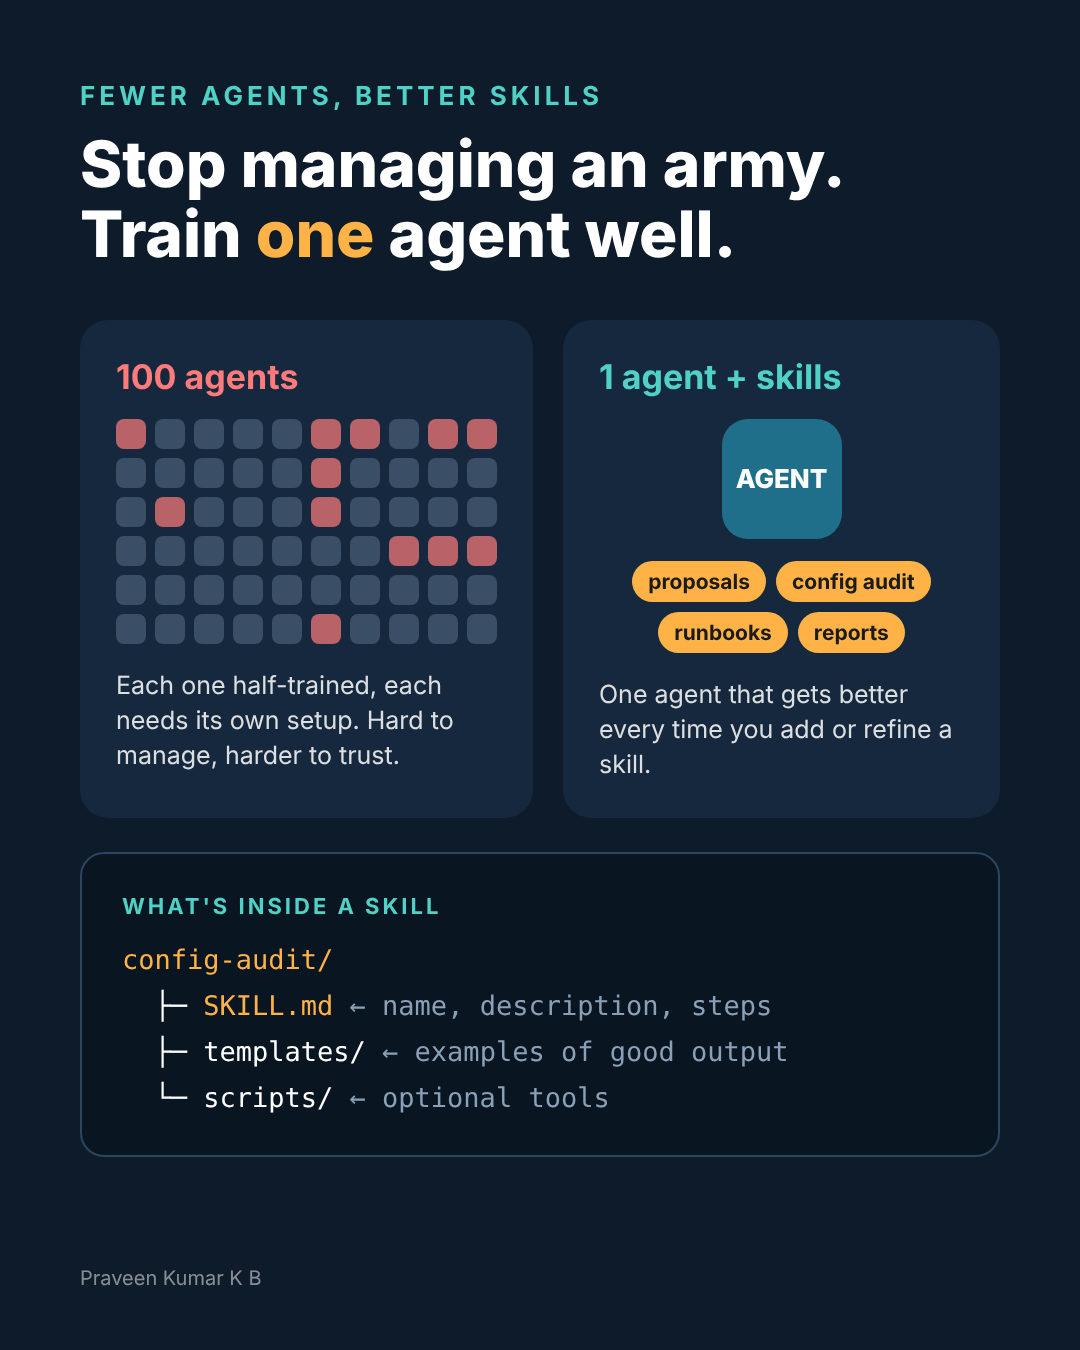 FEWER AGENTS, BETTER SKILLS
Stop managing an army.
Train one agent well.
100 agents
Each one half-trained, each
needs its own setup. Hard to
manage, harder to trust.
1 agent + skills
AGENT
proposals
config audit
runbooks
reports
One agent that gets better
every time you add or refine a
skill.
WHAT'S INSIDE A SKILL
config-audit/
├─ SKILL.md ← name, description, steps
├─ templates/ ← examples of good output
└─ scripts/ ← optional tools
Praveen Kumar K B